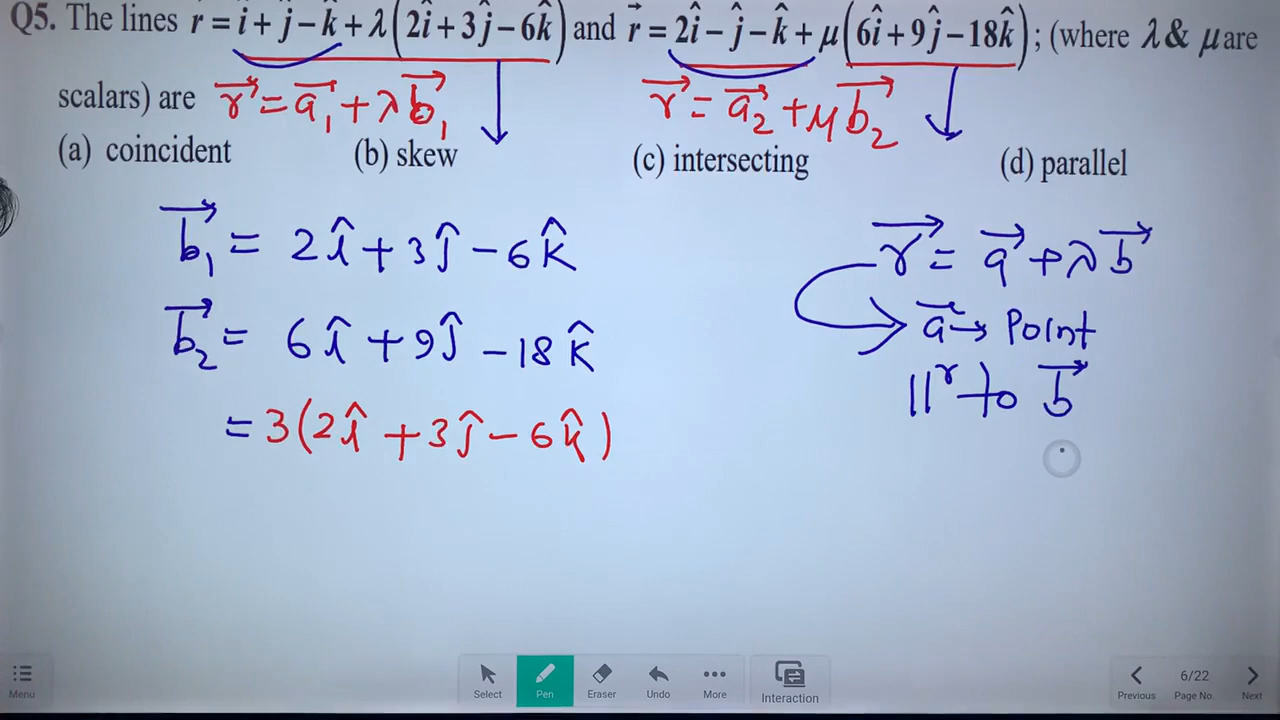 Q5. The lines r = i + j − k̂ + λ(2î + 3ĵ − 6k̂) and r⃗ = 2î − ĵ − k̂ + μ(6î + 9ĵ − 18k̂); (where λ & μ are
scalars) are r⃗ = a⃗₁ + λb⃗₁ r⃗ = a⃗₂ + μb⃗₂
(a) coincident (b) skew (c) intersecting (d) parallel
b⃗₁ = 2î + 3ĵ − 6k̂
r⃗ = a⃗ + λb⃗
b⃗₂ = 6î + 9ĵ − 18k̂
a⃗ → Point
||ʳ to b⃗
= 3(2î + 3ĵ − 6k̂)
Menu
Select Pen Eraser Undo More Interaction
Previous 6/22 Page No. Next